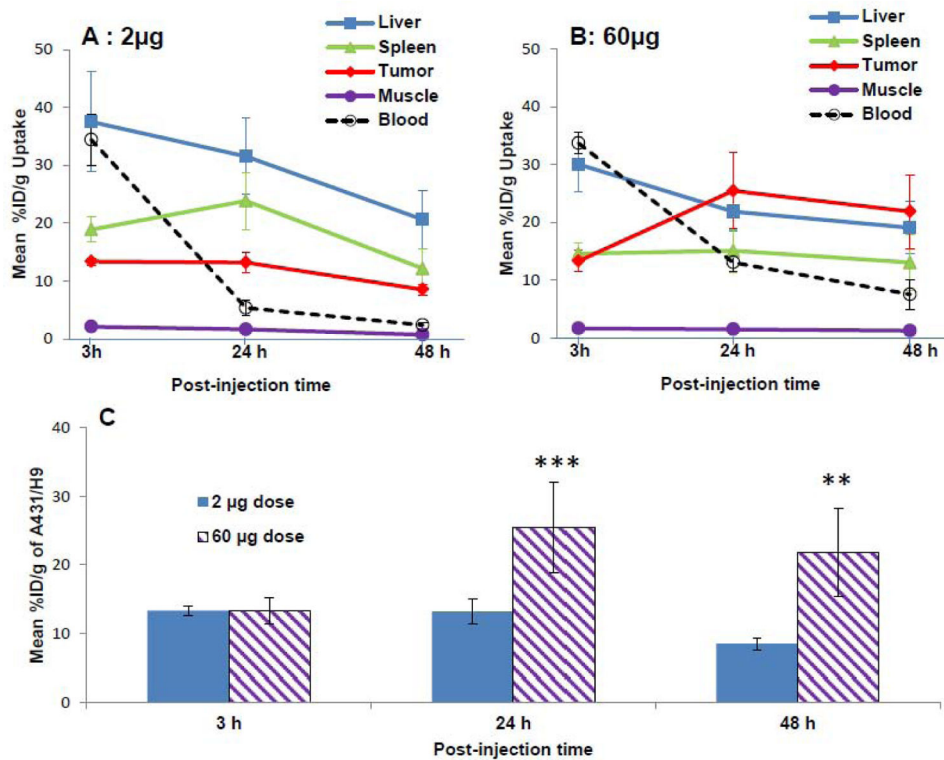 A : 2µg
Liver
Spleen
Tumor
Muscle
Blood
Mean %ID/g Uptake
50
40
30
20
10
0
3h
24 h
48 h
Post-injection time
B: 60µg
Liver
Spleen
Tumor
Muscle
Blood
Mean %ID/g Uptake
50
40
30
20
10
0
3h
24 h
48 h
Post-injection time
C
Mean %ID/g of A431/H9
40
30
20
10
0
2 µg dose
60 µg dose
***
**
3 h
24 h
48 h
Post-injection time